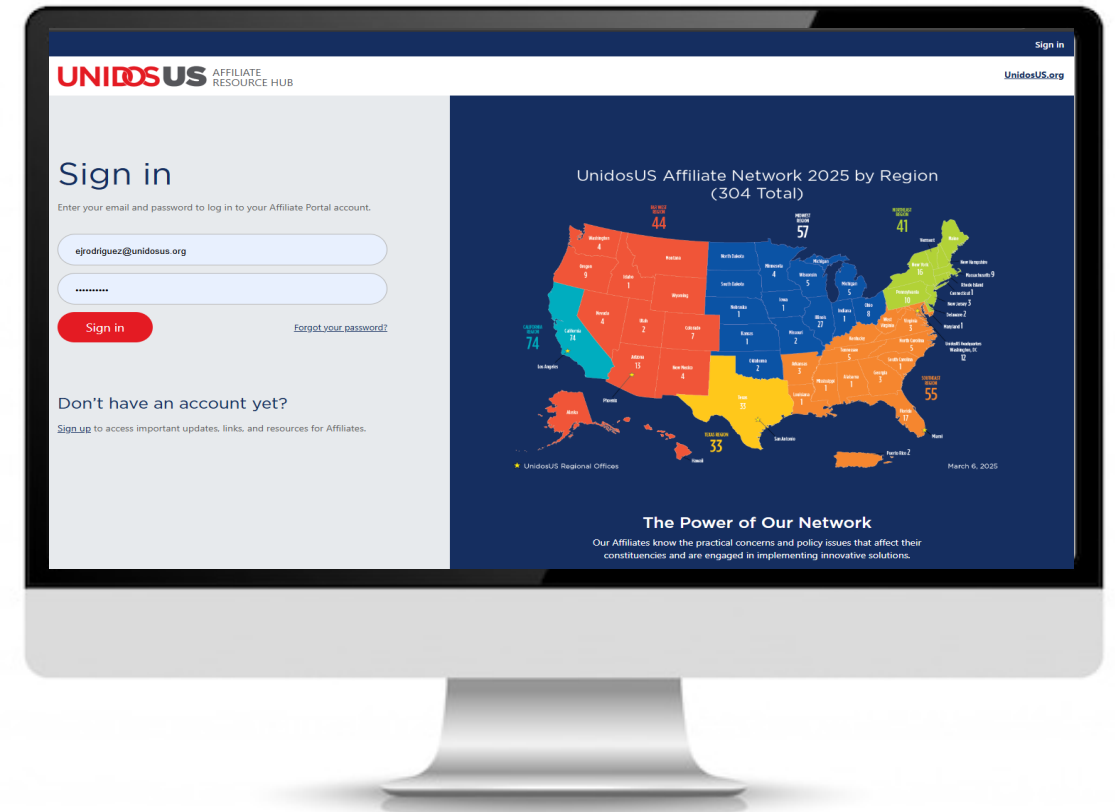 Sign in
UNIDOSUS AFFILIATE
RESOURCE HUB
UnidosUS.org
Sign in
Enter your email and password to log in to your Affiliate Portal account.
ejrodriguez@unidosus.org
••••••••••
Sign in
Forgot your password?
Don't have an account yet?
Sign up to access important updates, links, and resources for Affiliates.
UnidosUS Affiliate Network 2025 by Region
(304 Total)
FAR WEST
REGION
44
MIDWEST
REGION
57
NORTHEAST
REGION
41
Washington
4
Oregon
9
Idaho
1
Montana
Wyoming
Nevada
4
Utah
2
Colorado
7
Arizona
13
New Mexico
4
Alaska
Hawaii
CALIFORNIA
REGION
74
California
74
Los Angeles
Phoenix
North Dakota
South Dakota
Nebraska
1
Kansas
1
Oklahoma
2
Minnesota
4
Iowa
1
Missouri
2
Wisconsin
5
Illinois
27
Michigan
Michigan
5
Indiana
1
Ohio
8
Vermont
Maine
New Hampshire
Massachusetts 9
Rhode Island
Connecticut 1
New Jersey 3
Delaware 2
Maryland 1
UnidosUS Headquarters
Washington, DC
12
New York
16
Pennsylvania
10
West
Virginia
Virginia
3
Kentucky
Tennessee
5
North Carolina
5
South Carolina
1
Georgia
3
Alabama
1
Mississippi
1
Arkansas
3
Louisiana
1
Florida
17
Miami
SOUTHEAST
REGION
55
Puerto Rico 2
Texas
33
TEXAS REGION
33
San Antonio
UnidosUS Regional Offices
March 6, 2025
The Power of Our Network
Our Affiliates know the practical concerns and policy issues that affect their
constituencies and are engaged in implementing innovative solutions.